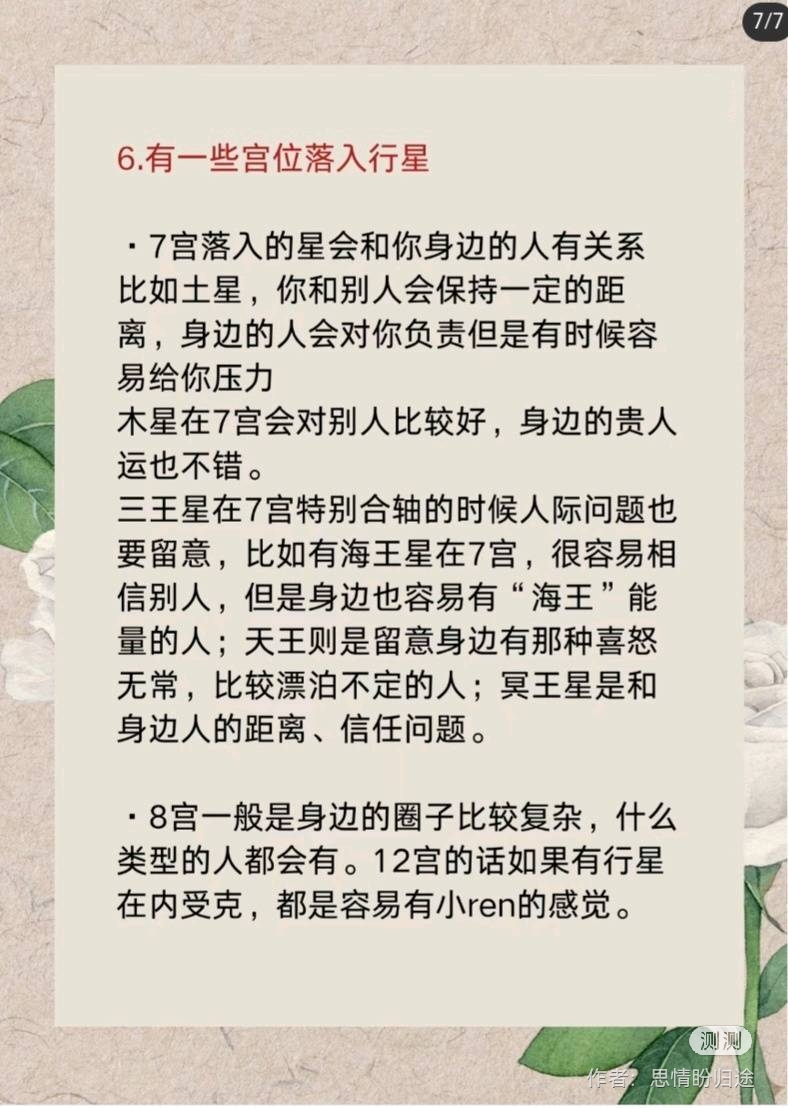 7/7
6.有一些宫位落入行星
·7宫落入的星会和你身边的人有关系
比如土星，你和别人会保持一定的距
离，身边的人会对你负责但是有时候容
易给你压力
木星在7宫会对别人比较好，身边的贵人
运也不错。
三王星在7宫特别合轴的时候人际问题也
要留意，比如有海王星在7宫，很容易相
信别人，但是身边也容易有“海王”能
量的人；天王则是留意身边有那种喜怒
无常，比较漂泊不定的人；冥王星是和
身边人的距离、信任问题。
·8宫一般是身边的圈子比较复杂，什么
类型的人都会有。12宫的话如果有行星
在内受克，都是容易有小ren的感觉。
测测
作者：思情盼归途